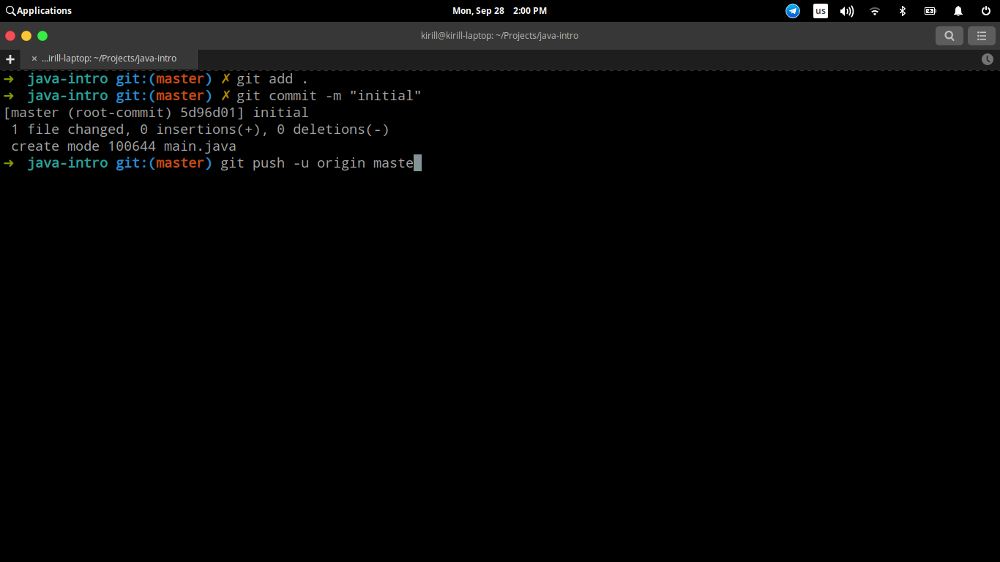 Applications
Mon, Sep 28 2:00 PM
us
kirill@kirill-laptop: ~/Projects/java-intro
+ × ...irill-laptop: ~/Projects/java-intro
➜ java-intro git:(master) ✗ git add .
➜ java-intro git:(master) ✗ git commit -m "initial"
[master (root-commit) 5d96d01] initial
1 file changed, 0 insertions(+), 0 deletions(-)
create mode 100644 main.java
➜ java-intro git:(master) git push -u origin maste